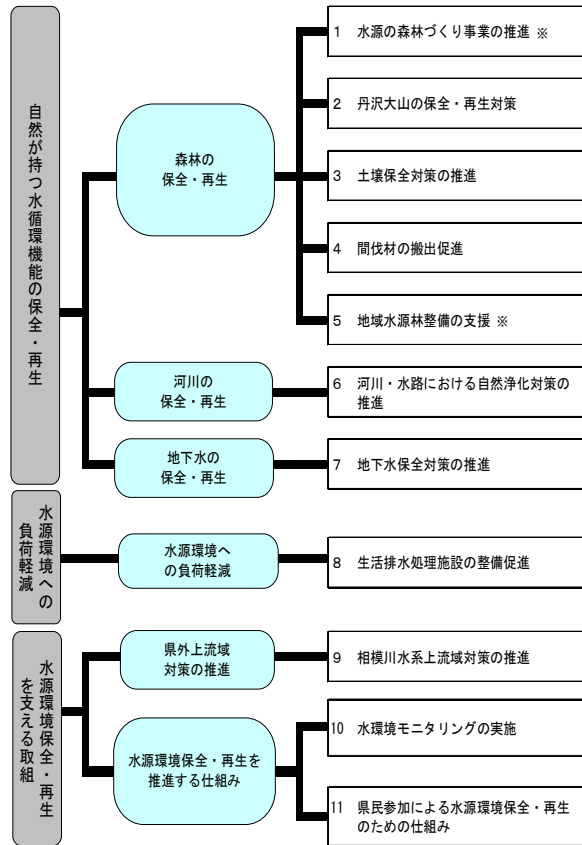 自然が持つ水循環機能の保全・再生
森林の
保全・再生
1 水源の森林づくり事業の推進 ※
2 丹沢大山の保全・再生対策
3 土壌保全対策の推進
4 間伐材の搬出促進
5 地域水源林整備の支援 ※
河川の
保全・再生
6 河川・水路における自然浄化対策の
推進
地下水の
保全・再生
7 地下水保全対策の推進
水源環境への
負荷軽減
水源環境へ
の負荷軽減
8 生活排水処理施設の整備促進
水源環境保全・再生
を支える取組
県外上流域
対策の推進
9 相模川水系上流域対策の推進
水源環境保全・再生を
推進する仕組み
10 水環境モニタリングの実施
11 県民参加による水源環境保全・再生
のための仕組み